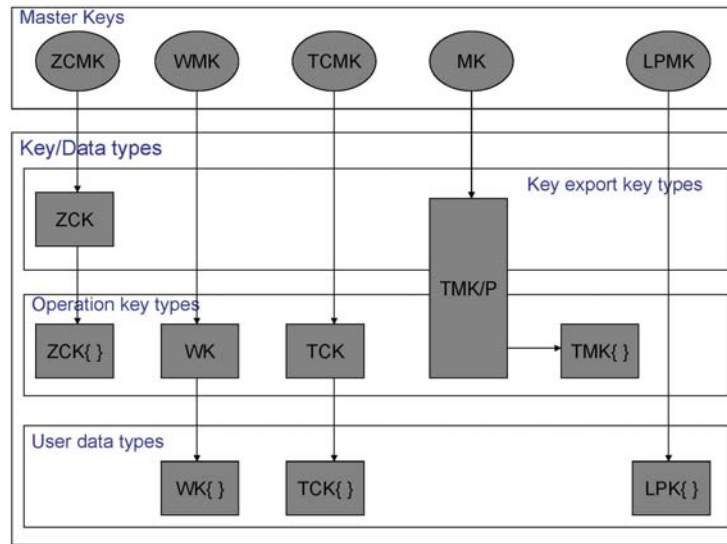 Master Keys
ZCMK WMK TCMK MK LPMK
Key/Data types
Key export key types
ZCK
TMK/P
Operation key types
ZCK{ } WK TCK TMK{ }
User data types
WK{ } TCK{ } LPK{ }